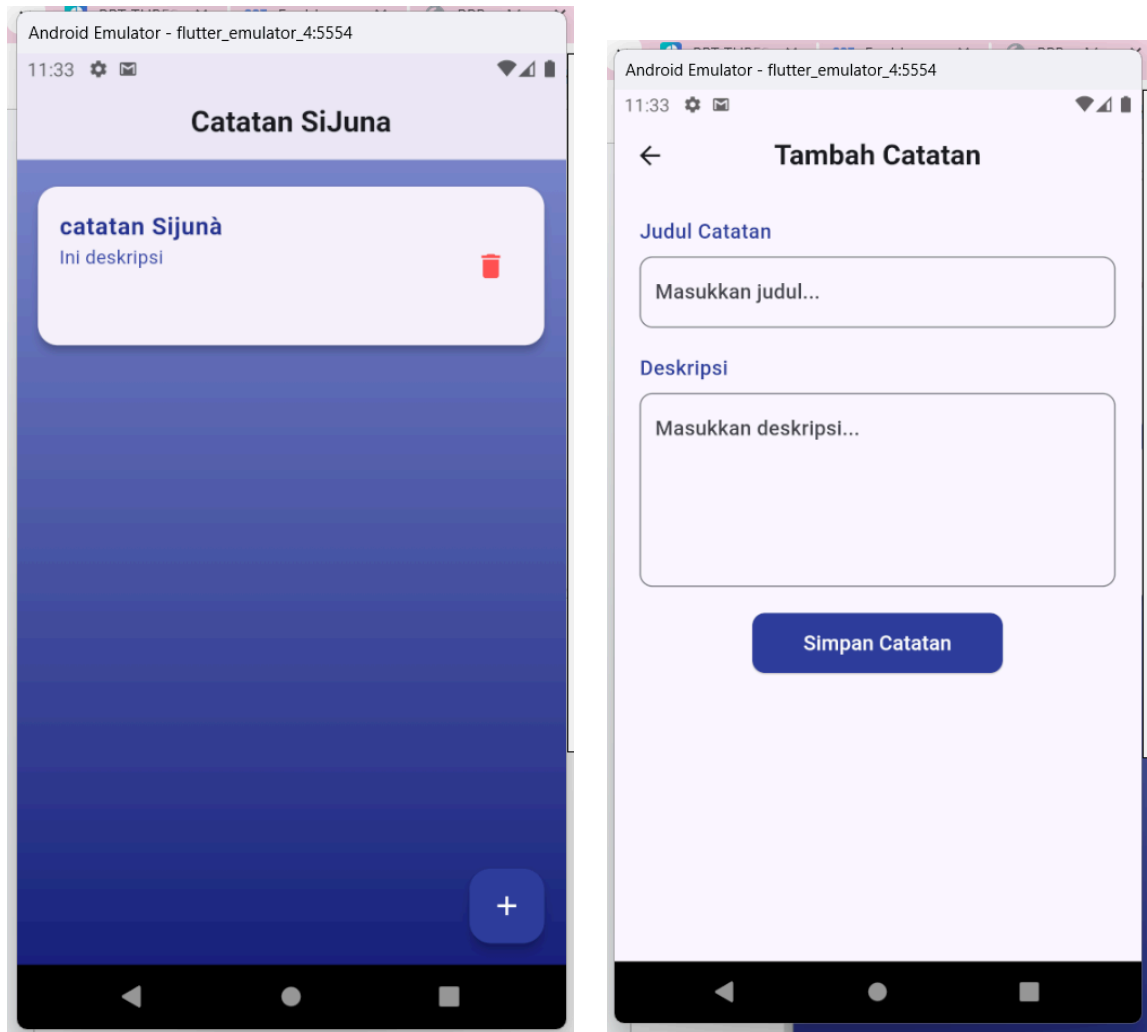 Android Emulator - flutter_emulator_4:5554
11:33
Catatan SiJuna
catatan Sijunà
Ini deskripsi
+
Android Emulator - flutter_emulator_4:5554
11:33
Tambah Catatan
Judul Catatan
Masukkan judul...
Deskripsi
Masukkan deskripsi...
Simpan Catatan